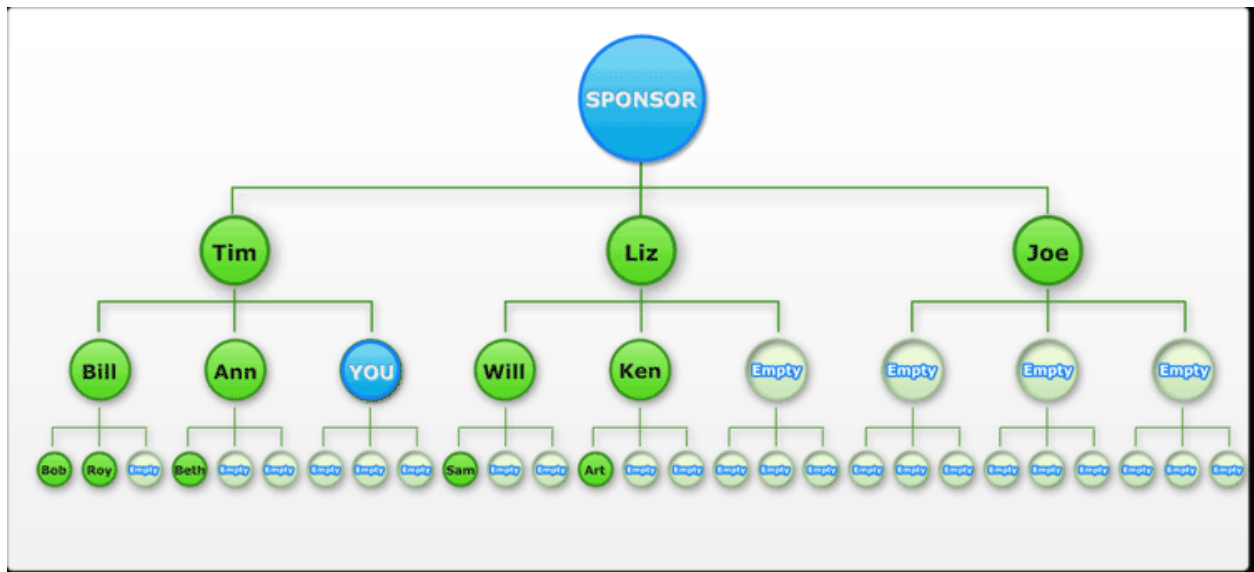 SPONSOR
Tim Liz Joe
Bill Ann YOU Will Ken Empty Empty Empty Empty
Bob Roy Empty Beth Empty Empty Empty Empty Empty Sam Empty Empty Art Empty Empty Empty Empty Empty Empty Empty Empty Empty Empty Empty Empty Empty Empty